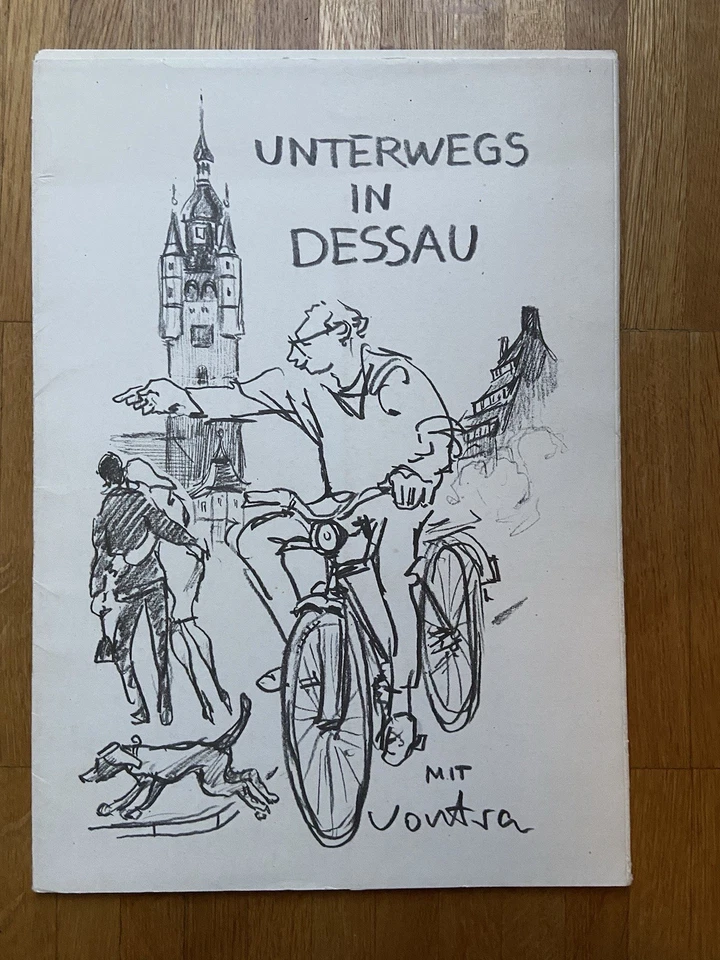 UNTERWEGS
IN
DESSAU
MIT
vontra